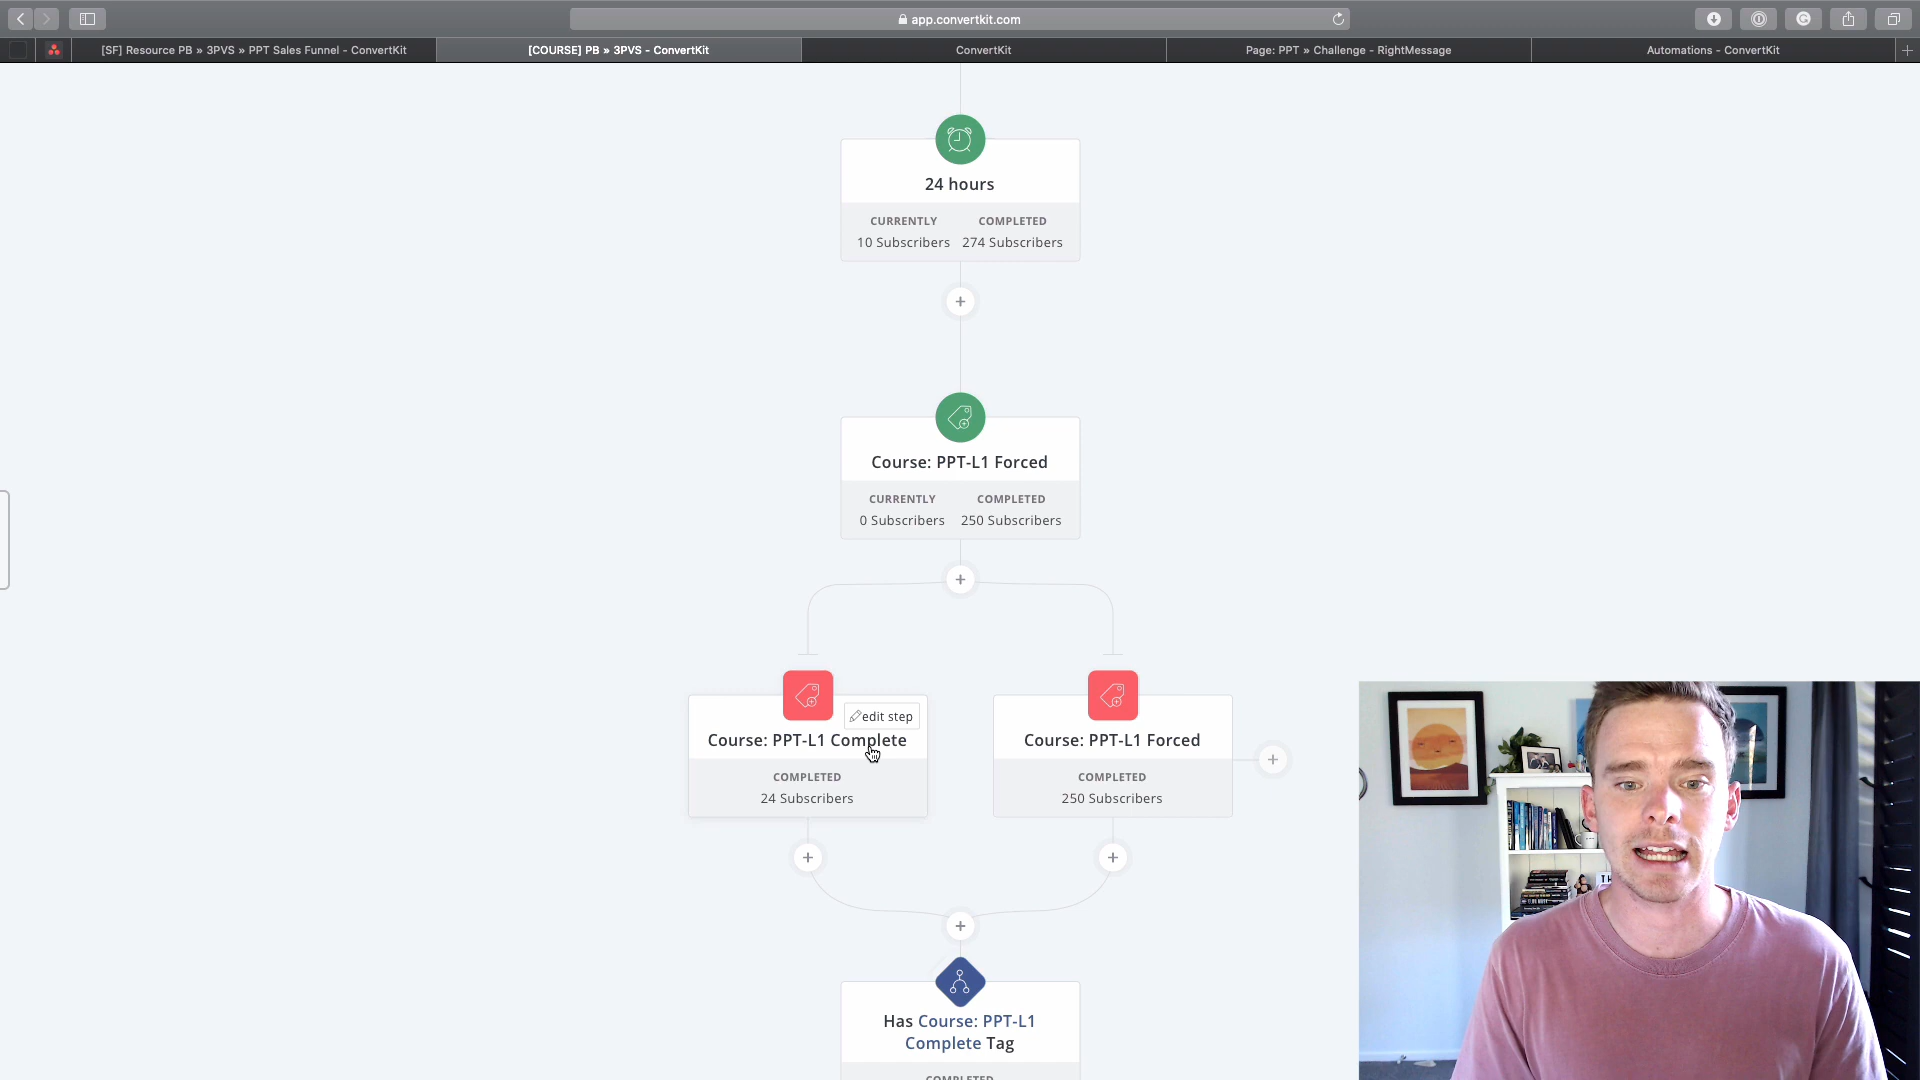 app.convertkit.com
[SF] Resource PB » 3PVS » PPT Sales Funnel - ConvertKit
[COURSE] PB » 3PVS - ConvertKit
ConvertKit
Page: PPT » Challenge - RightMessage
Automations - ConvertKit
24 hours
CURRENTLY COMPLETED
10 Subscribers 274 Subscribers
Course: PPT-L1 Forced
CURRENTLY COMPLETED
0 Subscribers 250 Subscribers
edit step
Course: PPT-L1 Complete
COMPLETED
24 Subscribers
Course: PPT-L1 Forced
COMPLETED
250 Subscribers
Has Course: PPT-L1
Complete Tag
COMPLETED